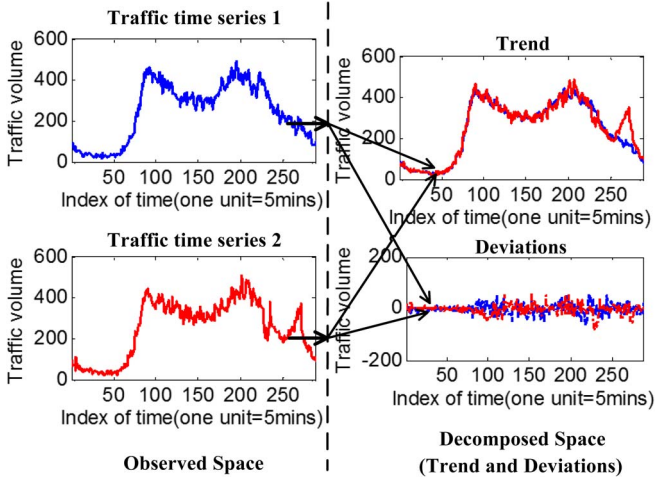 Traffic time series 1
600
400
200
0
Traffic volume
50 100 150 200 250
Index of time(one unit=5mins)
Traffic time series 2
600
400
200
0
Traffic volume
50 100 150 200 250
Index of time(one unit=5mins)
Observed Space
Trend
600
400
200
0
Traffic volume
50 100 150 200 250
Index of time(one unit=5mins)
Deviations
200
0
-200
Traffic volume
50 100 150 200 250
Index of time(one unit=5mins)
Decomposed Space
(Trend and Deviations)